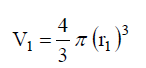 V₁ = 4/3 π (r₁)³